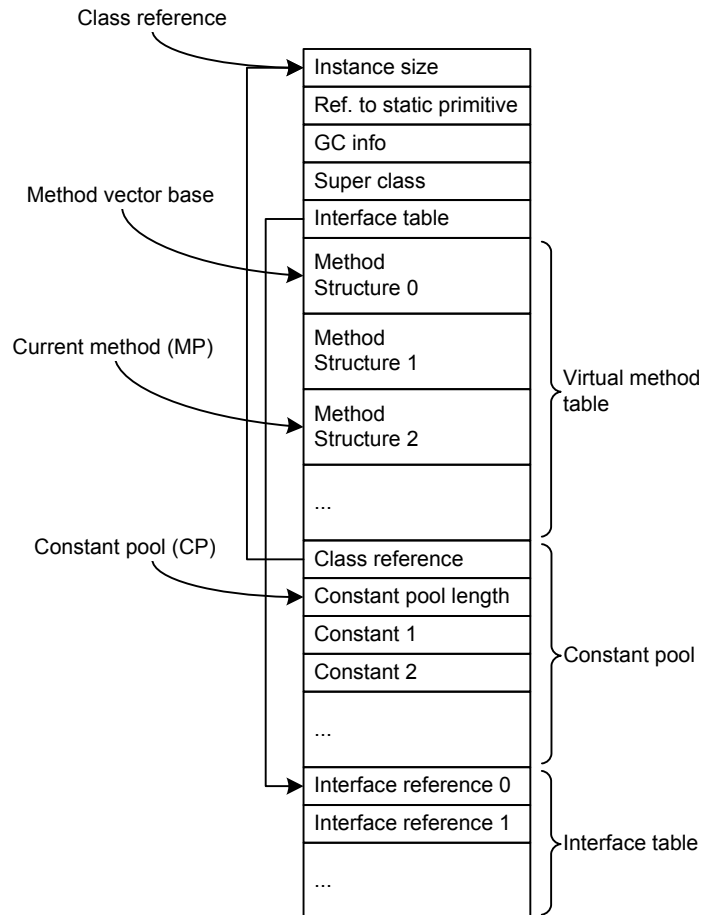 Class reference
Instance size
Ref. to static primitive
GC info
Super class
Method vector base
Interface table
Method
Structure 0
Method
Structure 1
Current method (MP)
Virtual method
table
Method
Structure 2
...
Constant pool (CP)
Class reference
Constant pool length
Constant 1
Constant 2
Constant pool
...
Interface reference 0
Interface reference 1
Interface table
...